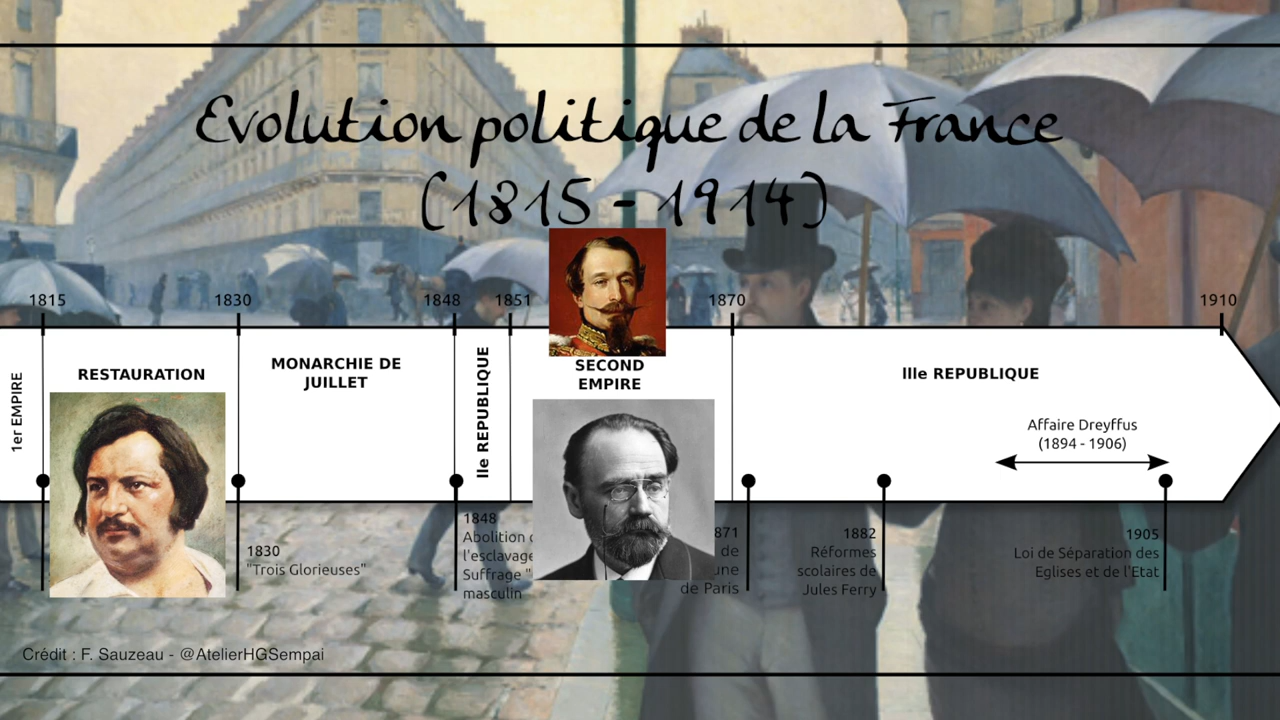 Evolution politique de la France
(1815 - 1914)
1815
1830
1848
1851
1870
1910
1er EMPIRE
RESTAURATION
MONARCHIE DE
JUILLET
IIe REPUBLIQUE
SECOND
EMPIRE
IIIe REPUBLIQUE
Affaire Dreyffus
(1894 - 1906)
1830
"Trois Glorieuses"
1848
Abolition
l'esclavage
Suffrage "
masculin
871
de
une
de Paris
1882
Réformes
scolaires de
Jules Ferry
1905
Loi de Séparation des
Eglises et de l'Etat
Crédit : F. Sauzeau - @AtelierHGSempai